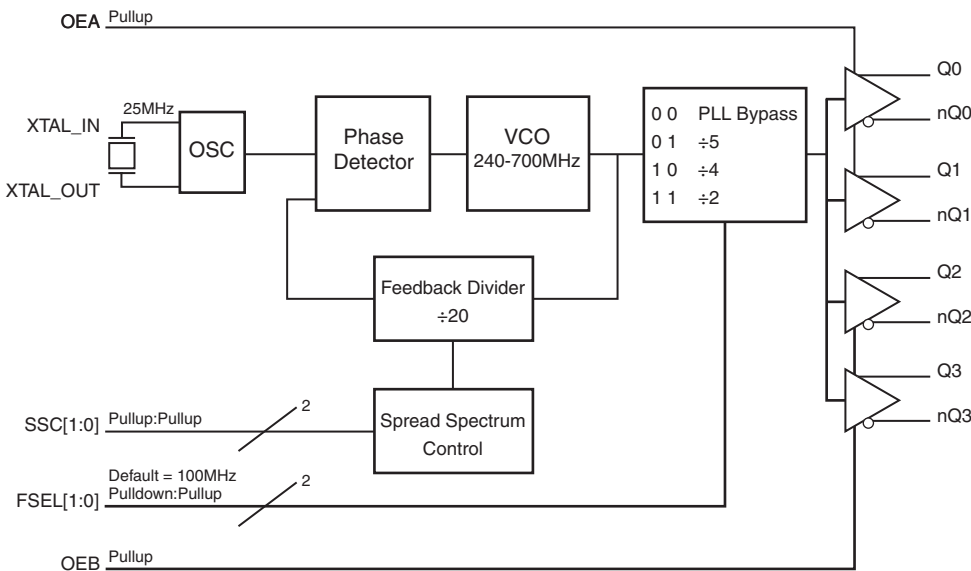 OEA Pullup
XTAL_IN
25MHz
XTAL_OUT
OSC
Phase
Detector
VCO
240-700MHz
0 0 PLL Bypass
0 1 ÷5
1 0 ÷4
1 1 ÷2
Feedback Divider
÷20
Spread Spectrum
Control
SSC[1:0] Pullup:Pullup
2
Default = 100MHz
FSEL[1:0] Pulldown:Pullup
2
OEB Pullup
Q0
nQ0
Q1
nQ1
Q2
nQ2
Q3
nQ3